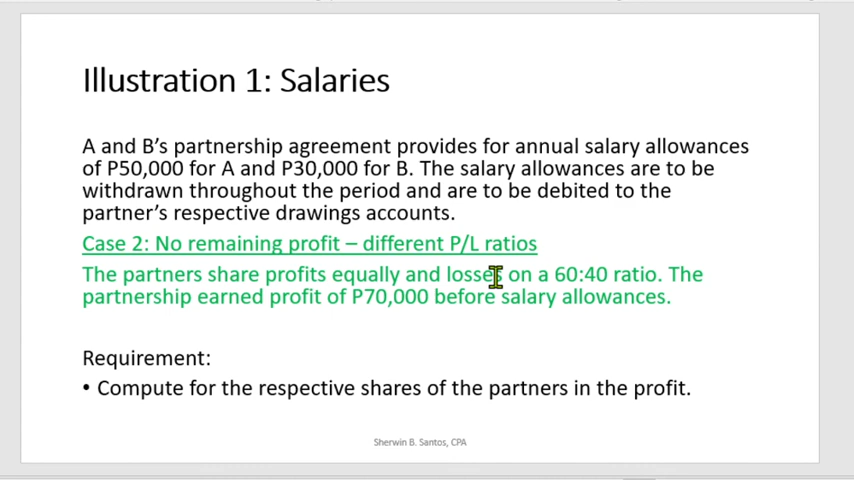 Illustration 1: Salaries
A and B’s partnership agreement provides for annual salary allowances
of P50,000 for A and P30,000 for B. The salary allowances are to be
withdrawn throughout the period and are to be debited to the
partner’s respective drawings accounts.
Case 2: No remaining profit – different P/L ratios
The partners share profits equally and losses on a 60:40 ratio. The
partnership earned profit of P70,000 before salary allowances.
Requirement:
• Compute for the respective shares of the partners in the profit.
Sherwin B. Santos, CPA